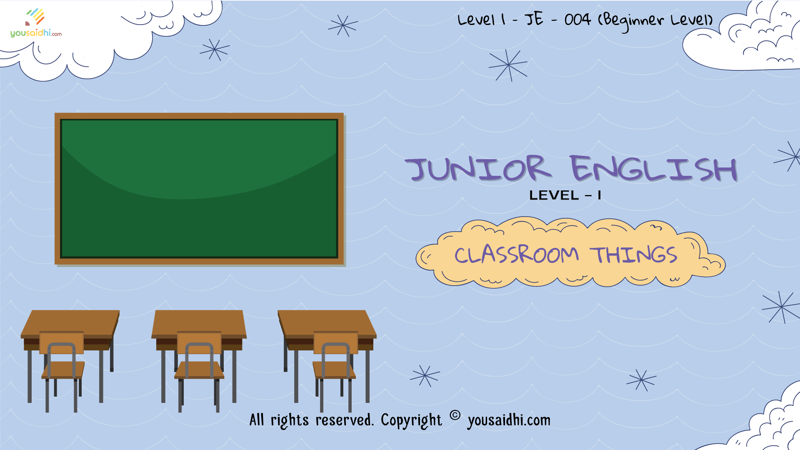 yousaidhi.com
Level 1 - JE - 004 (Beginner Level)
JUNIOR ENGLISH
LEVEL - 1
CLASSROOM THINGS
All rights reserved. Copyright © yousaidhi.com